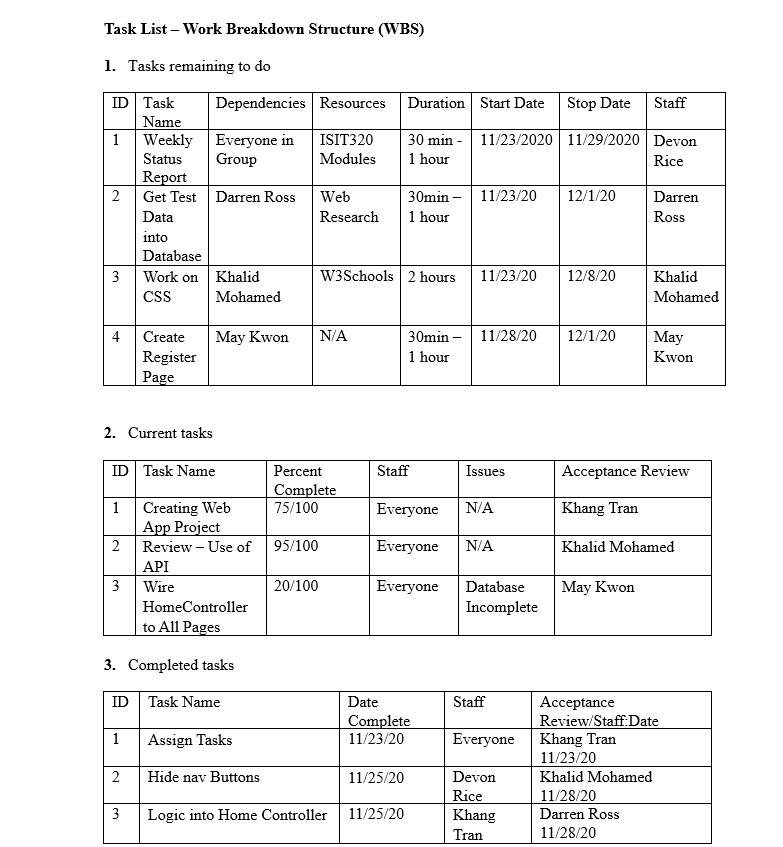 Task List – Work Breakdown Structure (WBS)
1. Tasks remaining to do
ID Task Name Dependencies Resources Duration Start Date Stop Date Staff
1 Weekly Status Report Everyone in Group ISIT320 Modules 30 min - 1 hour 11/23/2020 11/29/2020 Devon Rice
2 Get Test Data into Database Darren Ross Web Research 30min – 1 hour 11/23/20 12/1/20 Darren Ross
3 Work on CSS Khalid Mohamed W3Schools 2 hours 11/23/20 12/8/20 Khalid Mohamed
4 Create Register Page May Kwon N/A 30min – 1 hour 11/28/20 12/1/20 May Kwon
2. Current tasks
ID Task Name Percent Complete Staff Issues Acceptance Review
1 Creating Web App Project 75/100 Everyone N/A Khang Tran
2 Review – Use of API 95/100 Everyone N/A Khalid Mohamed
3 Wire HomeController to All Pages 20/100 Everyone Database Incomplete May Kwon
3. Completed tasks
ID Task Name Date Complete Staff Acceptance Review/Staff:Date
1 Assign Tasks 11/23/20 Everyone Khang Tran 11/23/20
2 Hide nav Buttons 11/25/20 Devon Rice Khalid Mohamed 11/28/20
3 Logic into Home Controller 11/25/20 Khang Tran Darren Ross 11/28/20